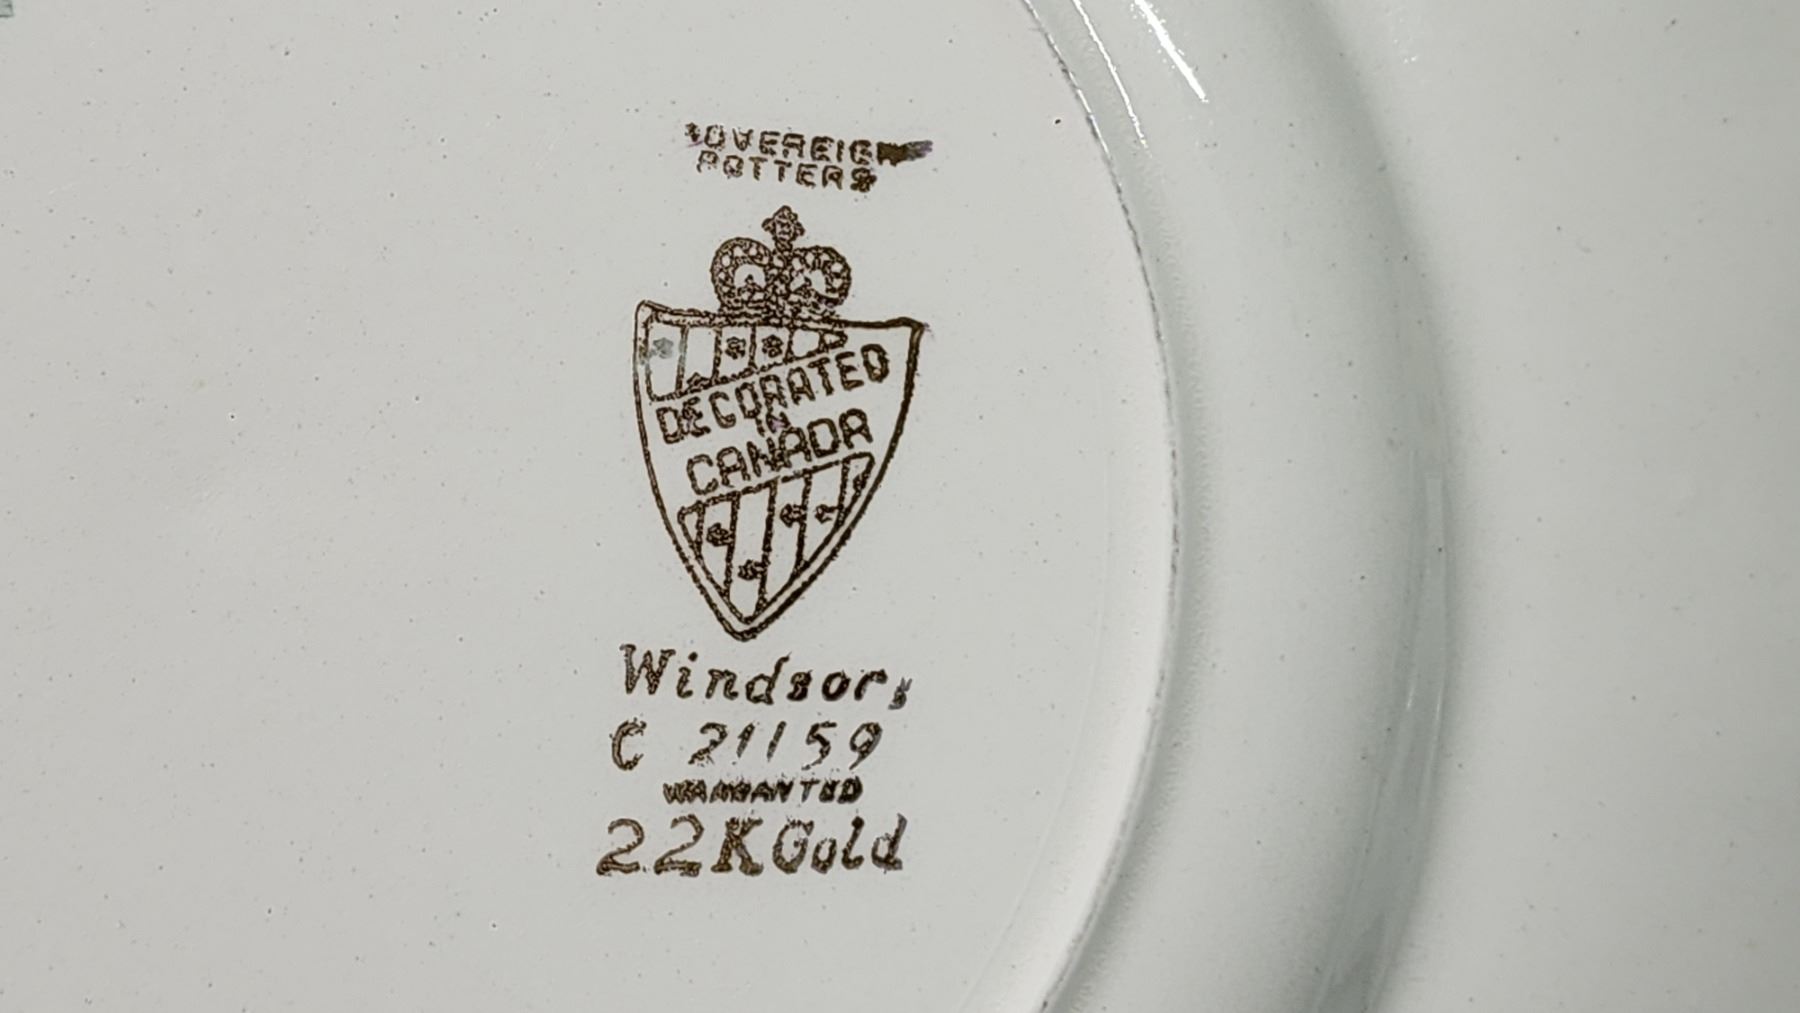 SOVEREIGN
POTTERS
DECORATED
IN
CANADA
Windsor,
C 21159
WARRANTED
22K Gold